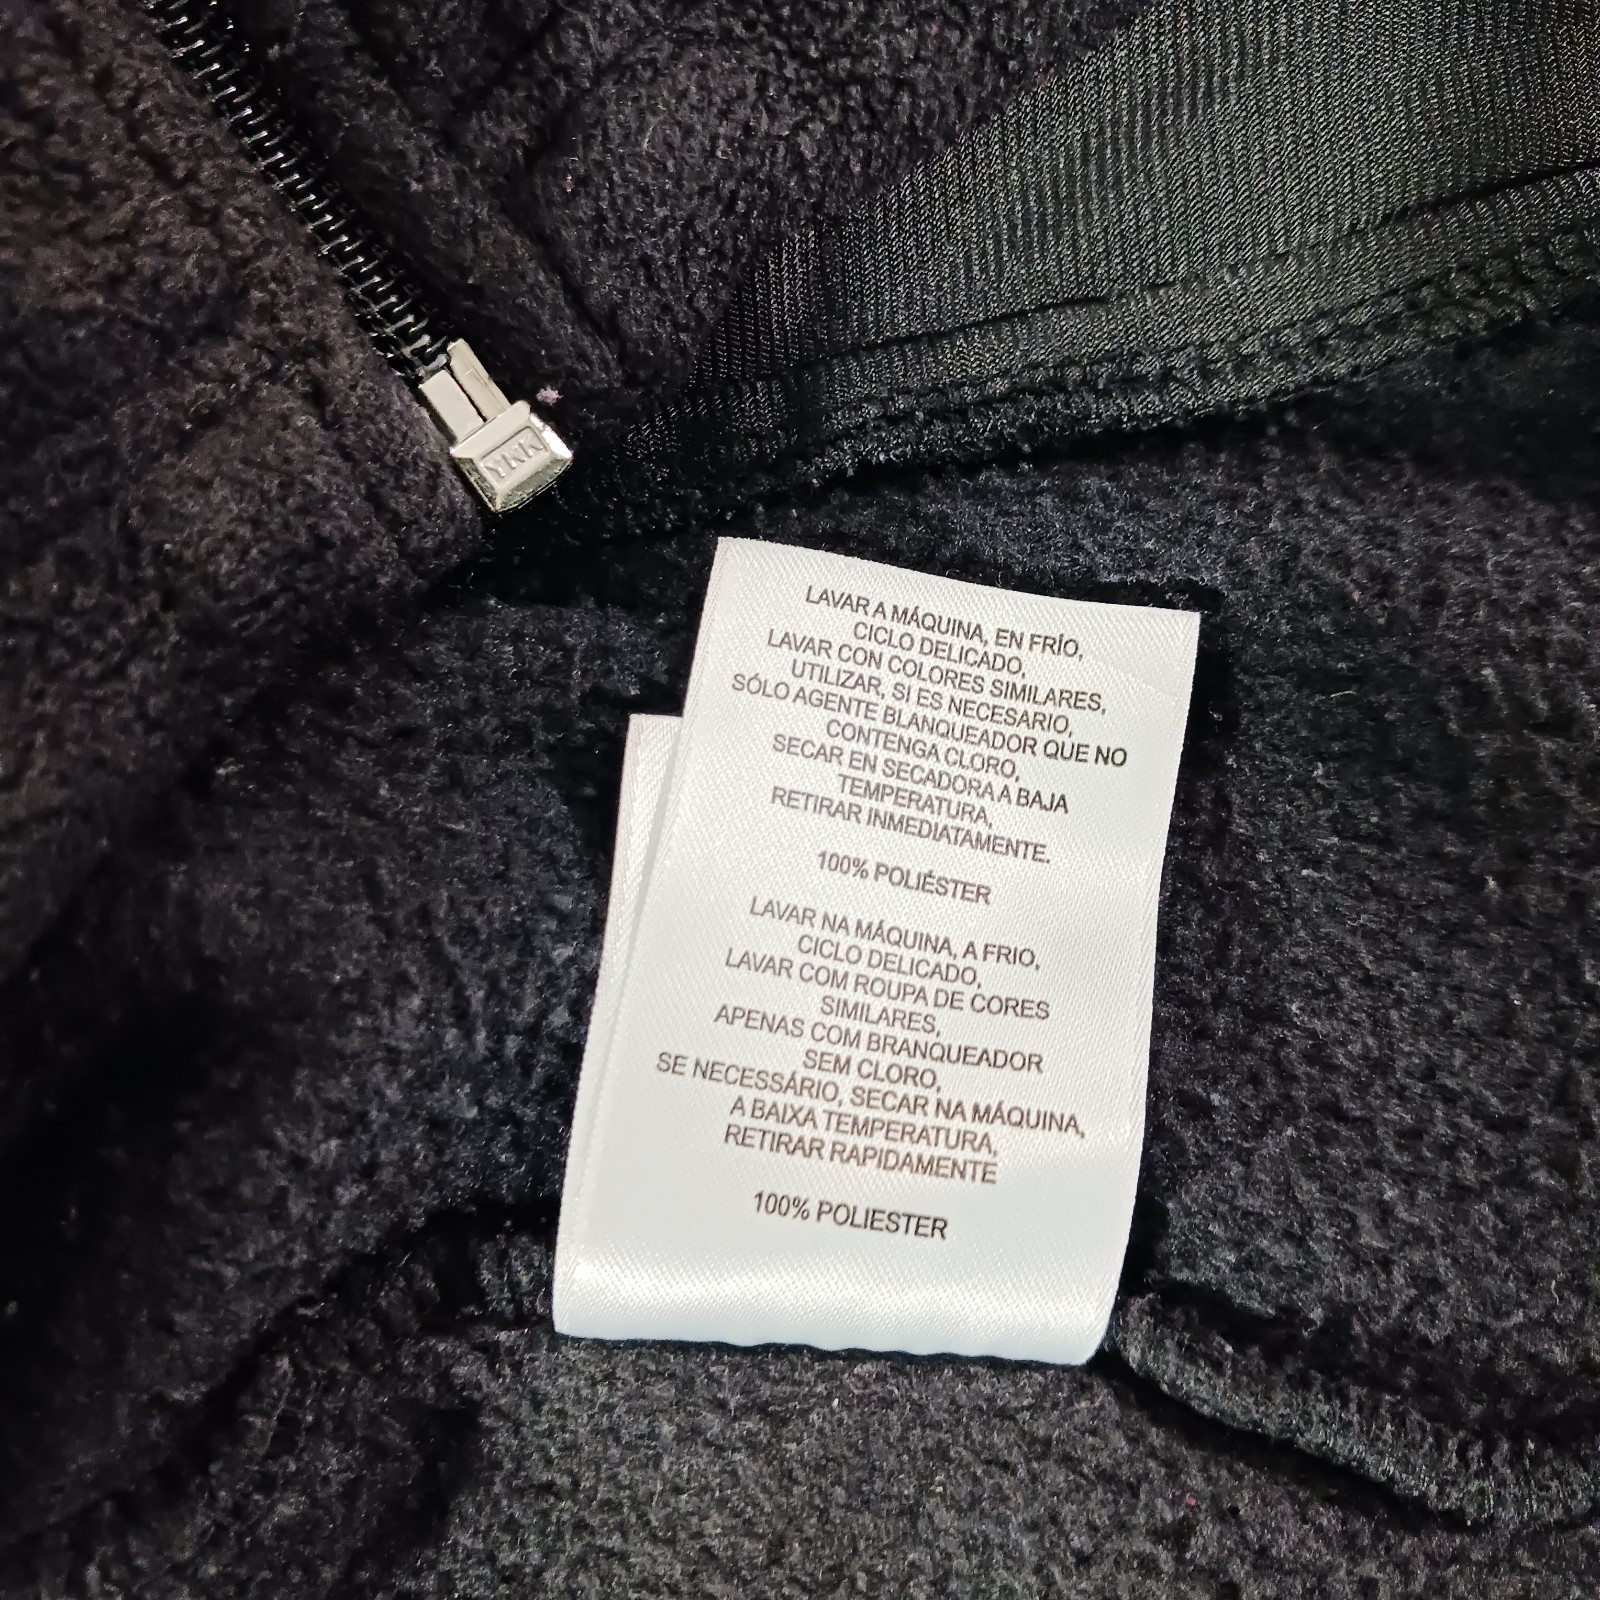 YKK
LAVAR A MÁQUINA, EN FRÍO,
CICLO DELICADO,
LAVAR CON COLORES SIMILARES,
UTILIZAR, SI ES NECESARIO,
SÓLO AGENTE BLANQUEADOR QUE NO
CONTENGA CLORO,
SECAR EN SECADORA A BAJA
TEMPERATURA,
RETIRAR INMEDIATAMENTE.
100% POLIÉSTER
LAVAR NA MÁQUINA, A FRIO,
CICLO DELICADO,
LAVAR COM ROUPA DE CORES
SIMILARES,
APENAS COM BRANQUEADOR
SEM CLORO,
SE NECESSÁRIO, SECAR NA MÁQUINA,
A BAIXA TEMPERATURA,
RETIRAR RAPIDAMENTE
100% POLIESTER